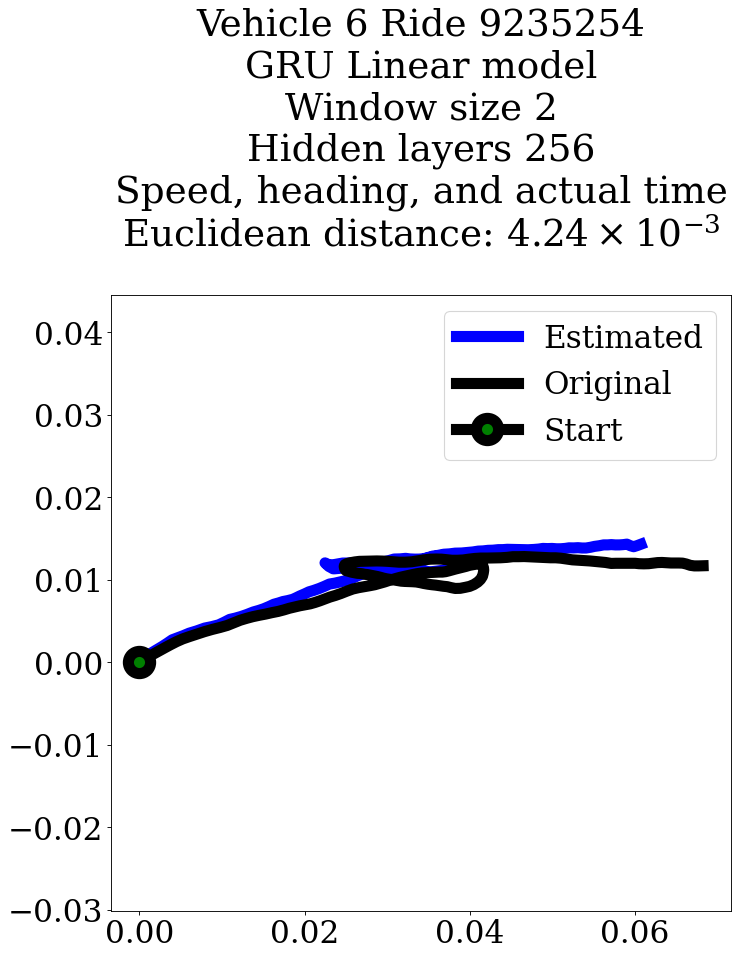 Vehicle 6 Ride 9235254
GRU Linear model
Window size 2
Hidden layers 256
Speed, heading, and actual time
Euclidean distance: 4.24 × 10⁻³
Estimated
Original
Start
0.04
0.03
0.02
0.01
0.00
−0.01
−0.02
−0.03
0.00 0.02 0.04 0.06